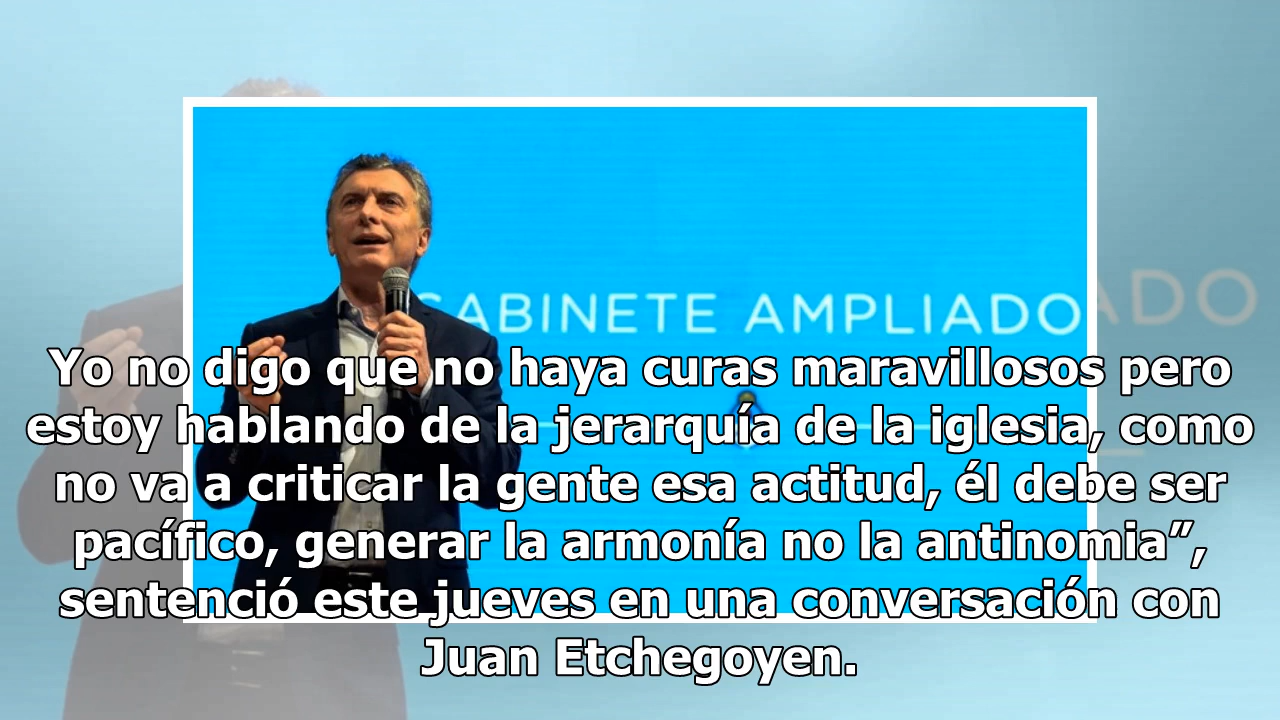 GABINETE AMPLIADO
ADO
Yo no digo que no haya curas maravillosos pero
estoy hablando de la jerarquía de la iglesia, como
no va a criticar la gente esa actitud, él debe ser
pacífico, generar la armonía no la antinomia”,
sentenció este jueves en una conversación con
Juan Etchegoyen.